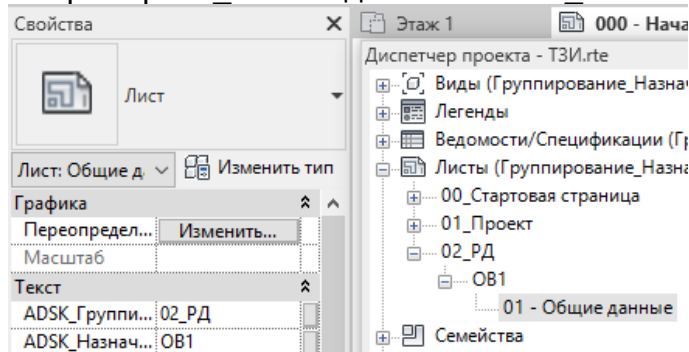 Свойства
Лист
Лист: Общие д.
Изменить тип
Графика
Переопредел... Изменить...
Масштаб
Текст
ADSK_Группи... 02_РД
ADSK_Назнач... ОВ1
Этаж 1
000 - Нача
Диспетчер проекта - ТЗИ.rte
Виды (Группирование_Назнач
Легенды
Ведомости/Спецификации (Гр
Листы (Группирование_Назна
00_Стартовая страница
01_Проект
02_РД
ОВ1
01 - Общие данные
Семейства